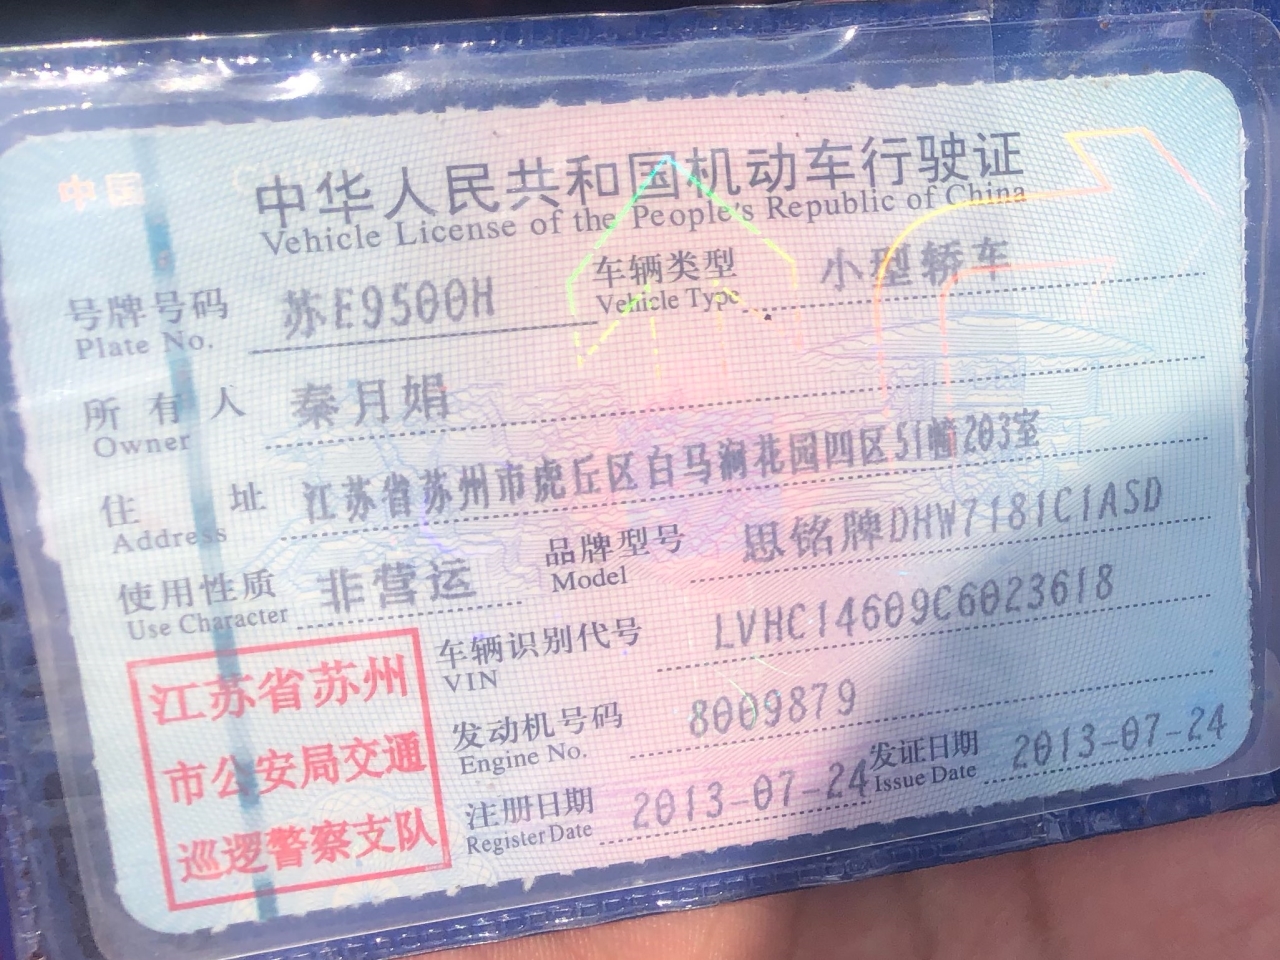 中国
中华人民共和国机动车行驶证
Vehicle License of the People's Republic of China
号牌号码 苏E9500H 车辆类型 小型轿车
Plate No. Vehicle Type
所有人 秦月娟
Owner
住址 江苏省苏州市虎丘区白马涧花园四区51幢203室
Address
使用性质 非营运 品牌型号 思铭牌DHW7181C1ASD
Use Character Model
车辆识别代号 LVHC14609C6023618
VIN
发动机号码 8009879
Engine No.
注册日期 2013-07-24 发证日期 2013-07-24
Register Date Issue Date
江苏省苏州
市公安局交通
巡逻警察支队